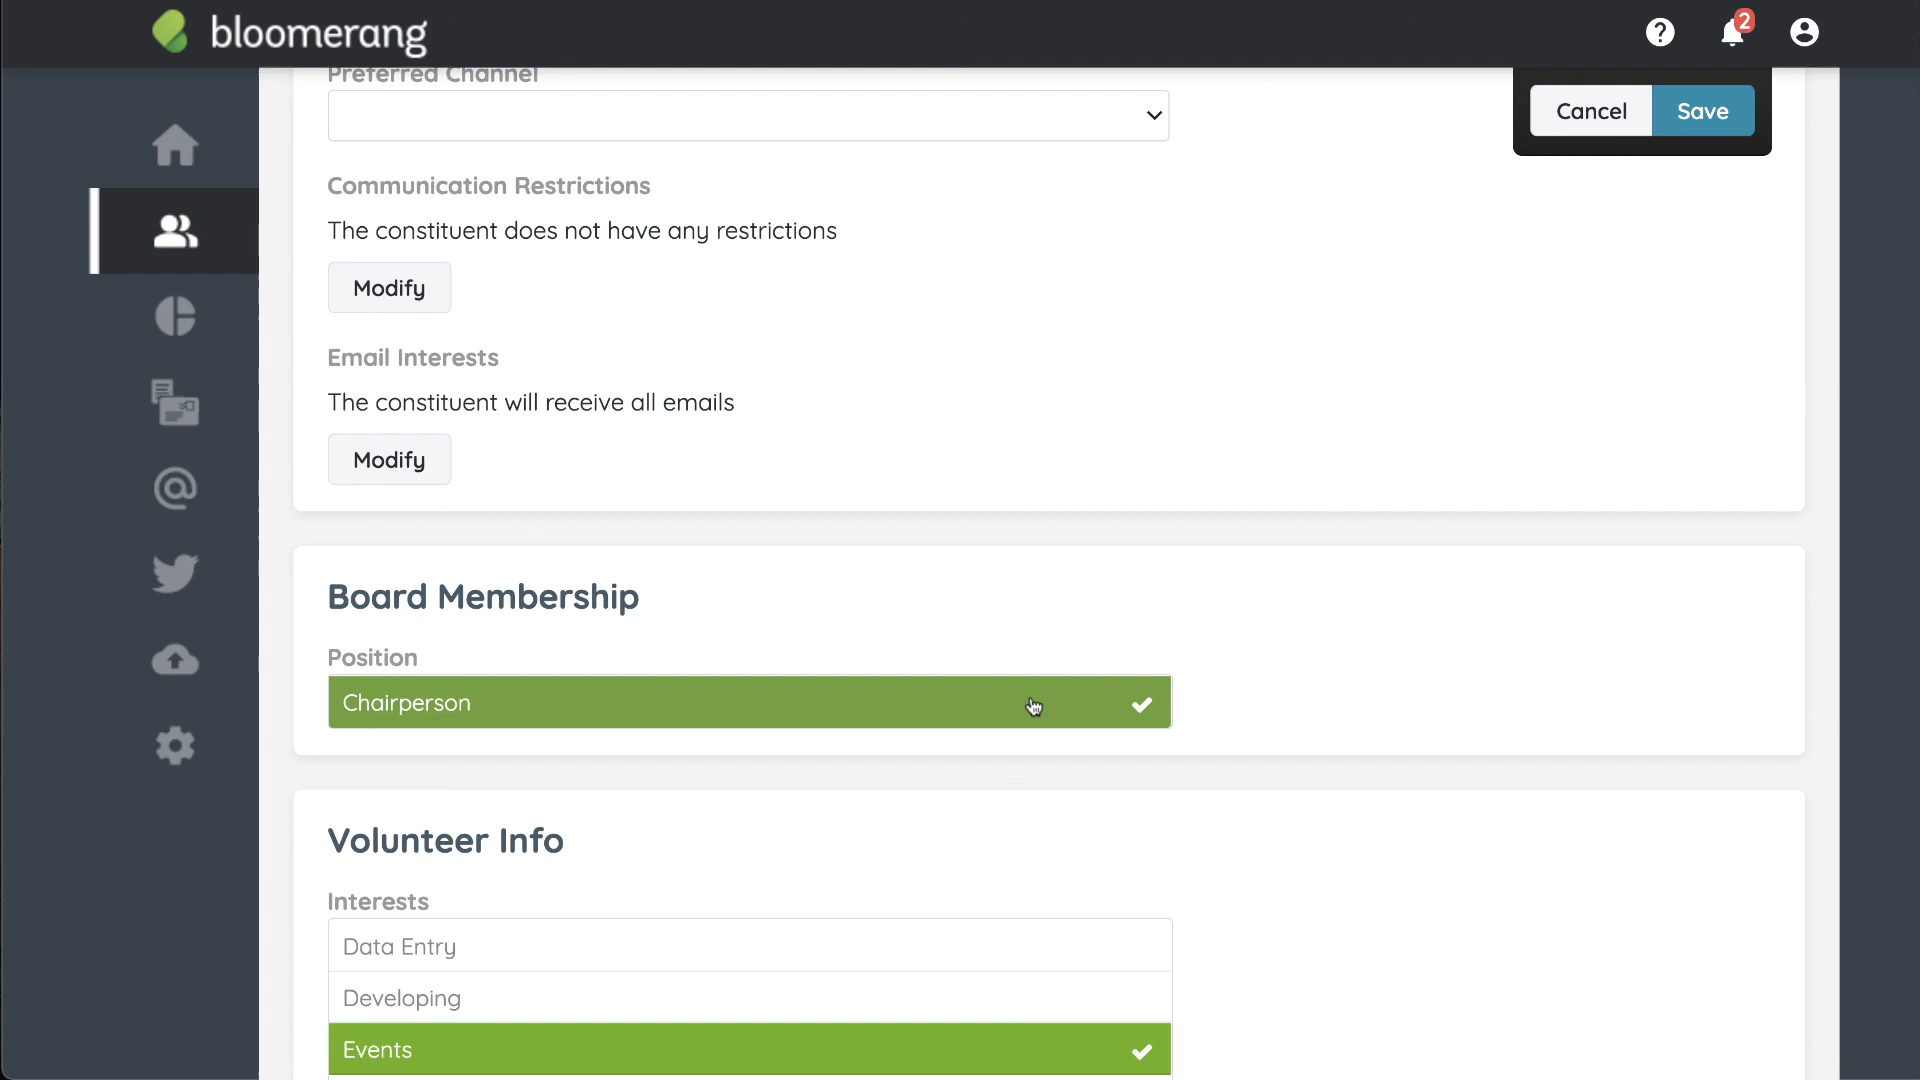 bloomerang
2
Preferred Channel
Cancel
Save
Communication Restrictions
The constituent does not have any restrictions
Modify
Email Interests
The constituent will receive all emails
Modify
Board Membership
Position
Chairperson
Volunteer Info
Interests
Data Entry
Developing
Events